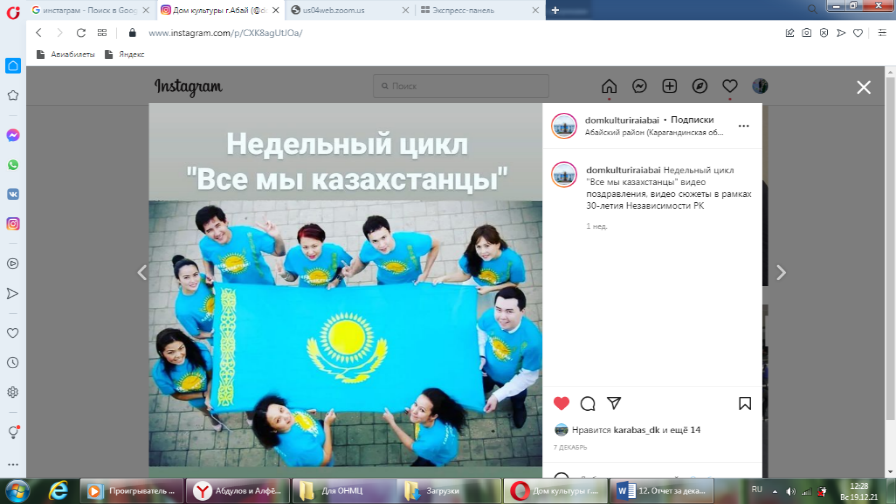 инстаграм - Поиск в Goog
Дом культуры г.Абай (@d
us04web.zoom.us
Экспресс-панель
www.instagram.com/p/CXK8agUtJOa/
Авиабилеты
Яндекс
Instagram
Поиск
Недельный цикл
"Все мы казахстанцы"
domkulturiraiabai • Подписки
Абайский район (Карагандинская об...
domkulturiraiabai Недельный цикл
"Все мы казахстанцы" видео
поздравления, видео сюжеты в рамках
30-летия Независимости РК
1 нед.
Нравится karabas_dk и ещё 14
7 ДЕКАБРЬ
Проигрыватель ...
Абдулов и Алфё...
Для ОНМЦ
Загрузки
"Дом культуры г....
12. Отчет за дека...
RU
12:28
Вс 19.12.21